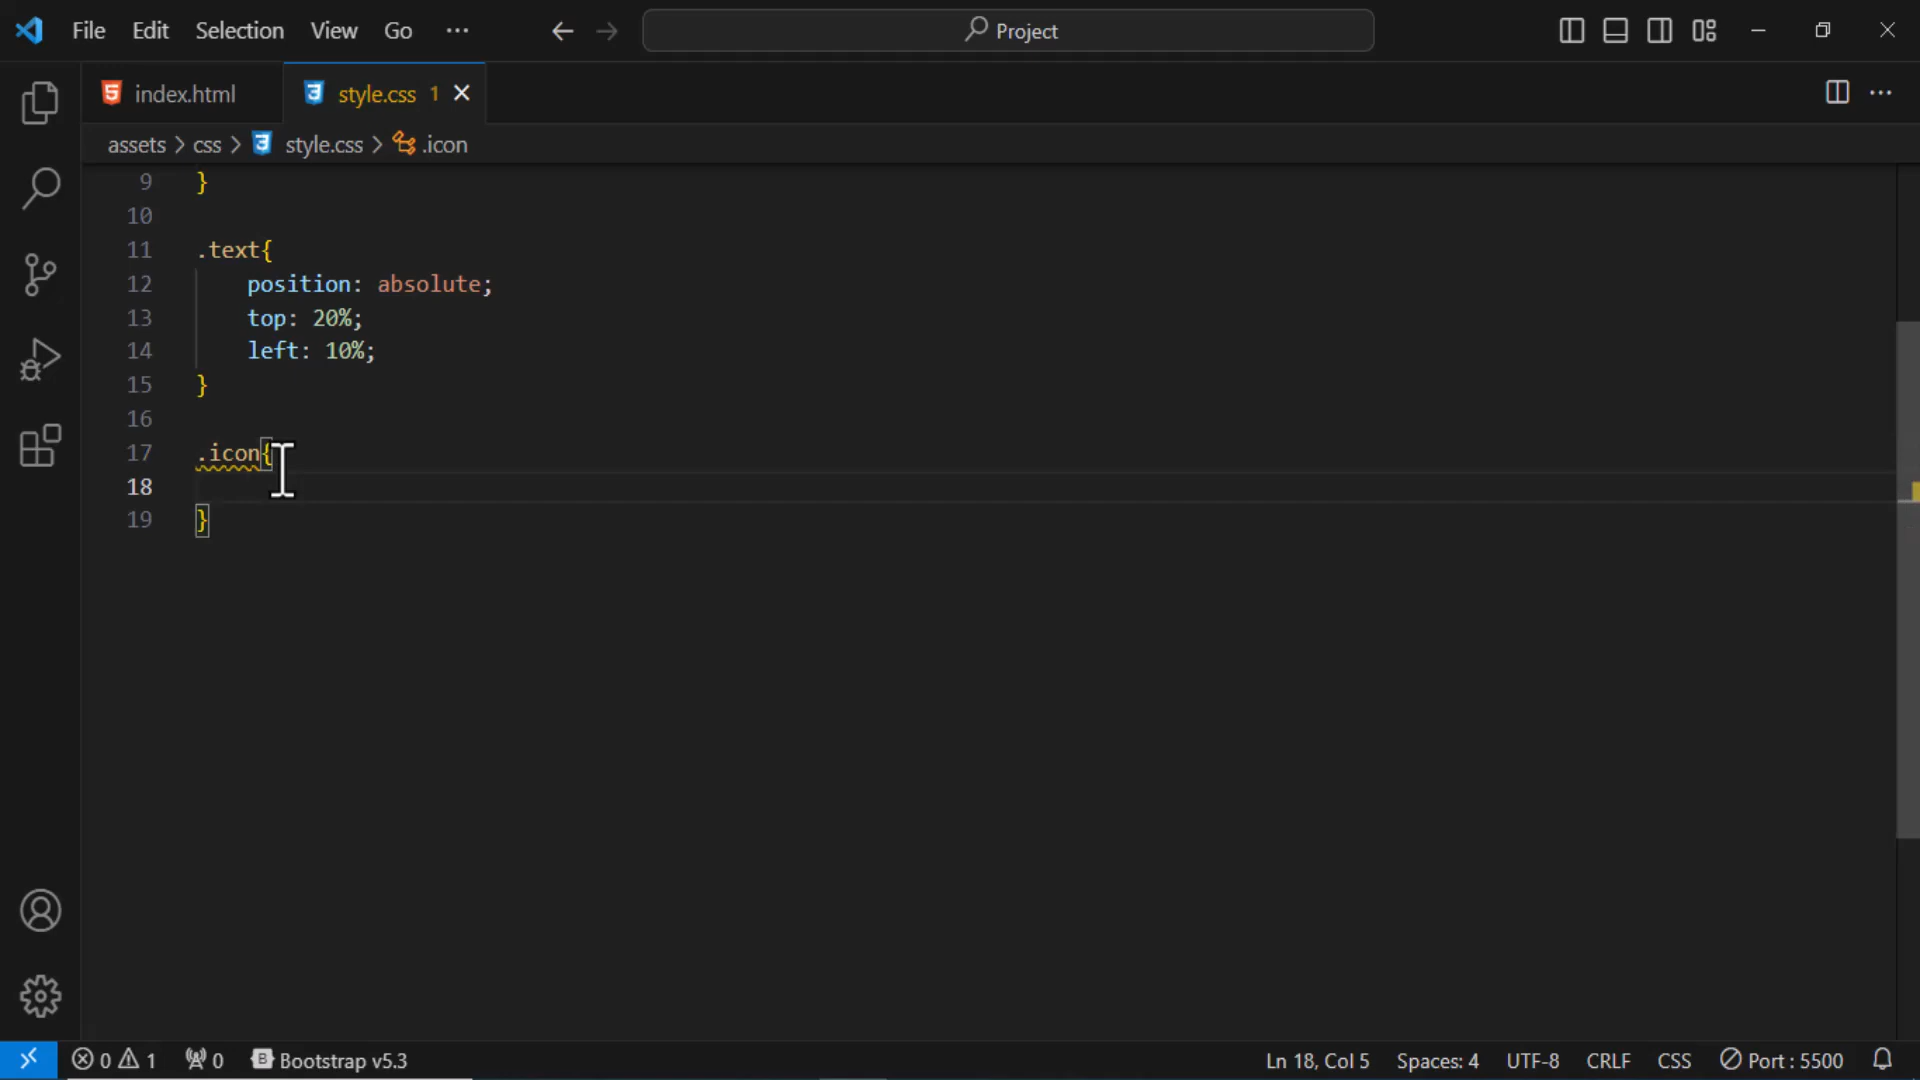 File Edit Selection View Go ··· Project
index.html style.css 1
assets > css > style.css > .icon
9 }
10
11 .text{
12 position: absolute;
13 top: 20%;
14 left: 10%;
15 }
16
17 .icon{
18
19 }
0 1 0 Bootstrap v5.3 Ln 18, Col 5 Spaces: 4 UTF-8 CRLF CSS Port : 5500